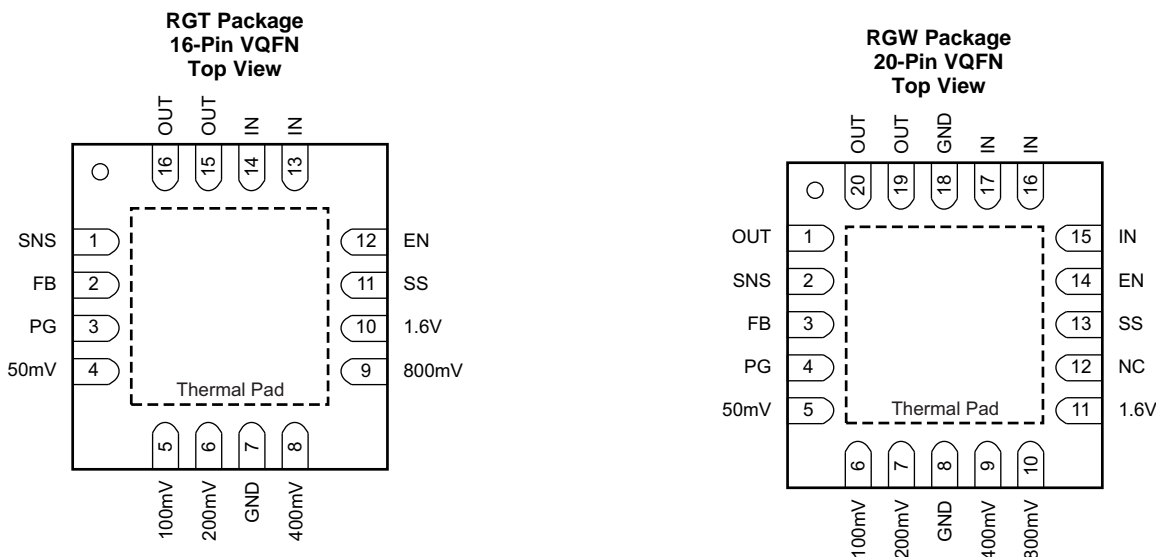 RGT Package
16-Pin VQFN
Top View
OUT
OUT
IN
IN
16
15
14
13
SNS 1
12 EN
FB 2
11 SS
PG 3
10 1.6V
50mV 4
9 800mV
Thermal Pad
5
6
7
8
100mV
200mV
GND
400mV
RGW Package
20-Pin VQFN
Top View
OUT
OUT
GND
IN
IN
20
19
18
17
16
OUT 1
15 IN
SNS 2
14 EN
FB 3
13 SS
PG 4
12 NC
50mV 5
11 1.6V
Thermal Pad
6
7
8
9
10
100mV
200mV
GND
400mV
800mV